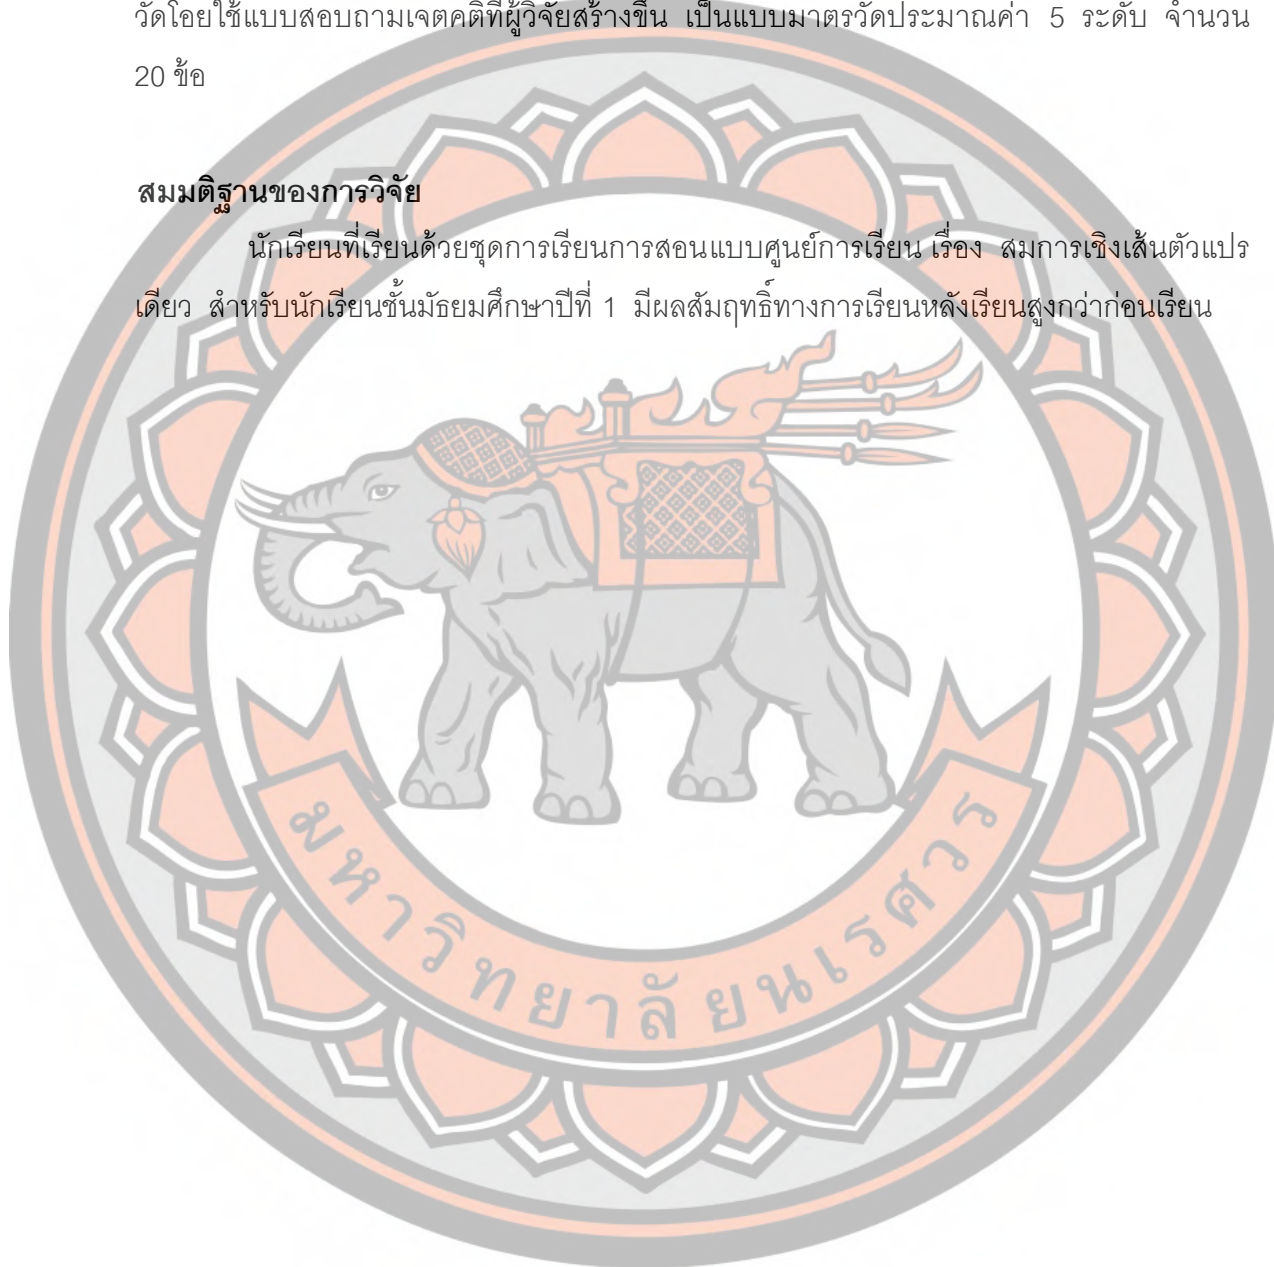 วัดโดยใช้แบบสอบถามเจตคติที่ผู้วิจัยสร้างขึ้น เป็นแบบมาตรวัดประมาณค่า 5 ระดับ จำนวน
20 ข้อ
สมมติฐานของการวิจัย
นักเรียนที่เรียนด้วยชุดการเรียนการสอนแบบศูนย์การเรียน เรื่อง สมการเชิงเส้นตัวแปร
เดียว สำหรับนักเรียนชั้นมัธยมศึกษาปีที่ 1 มีผลสัมฤทธิ์ทางการเรียนหลังเรียนสูงกว่าก่อนเรียน
มหาวิทยาลัยนเรศวร